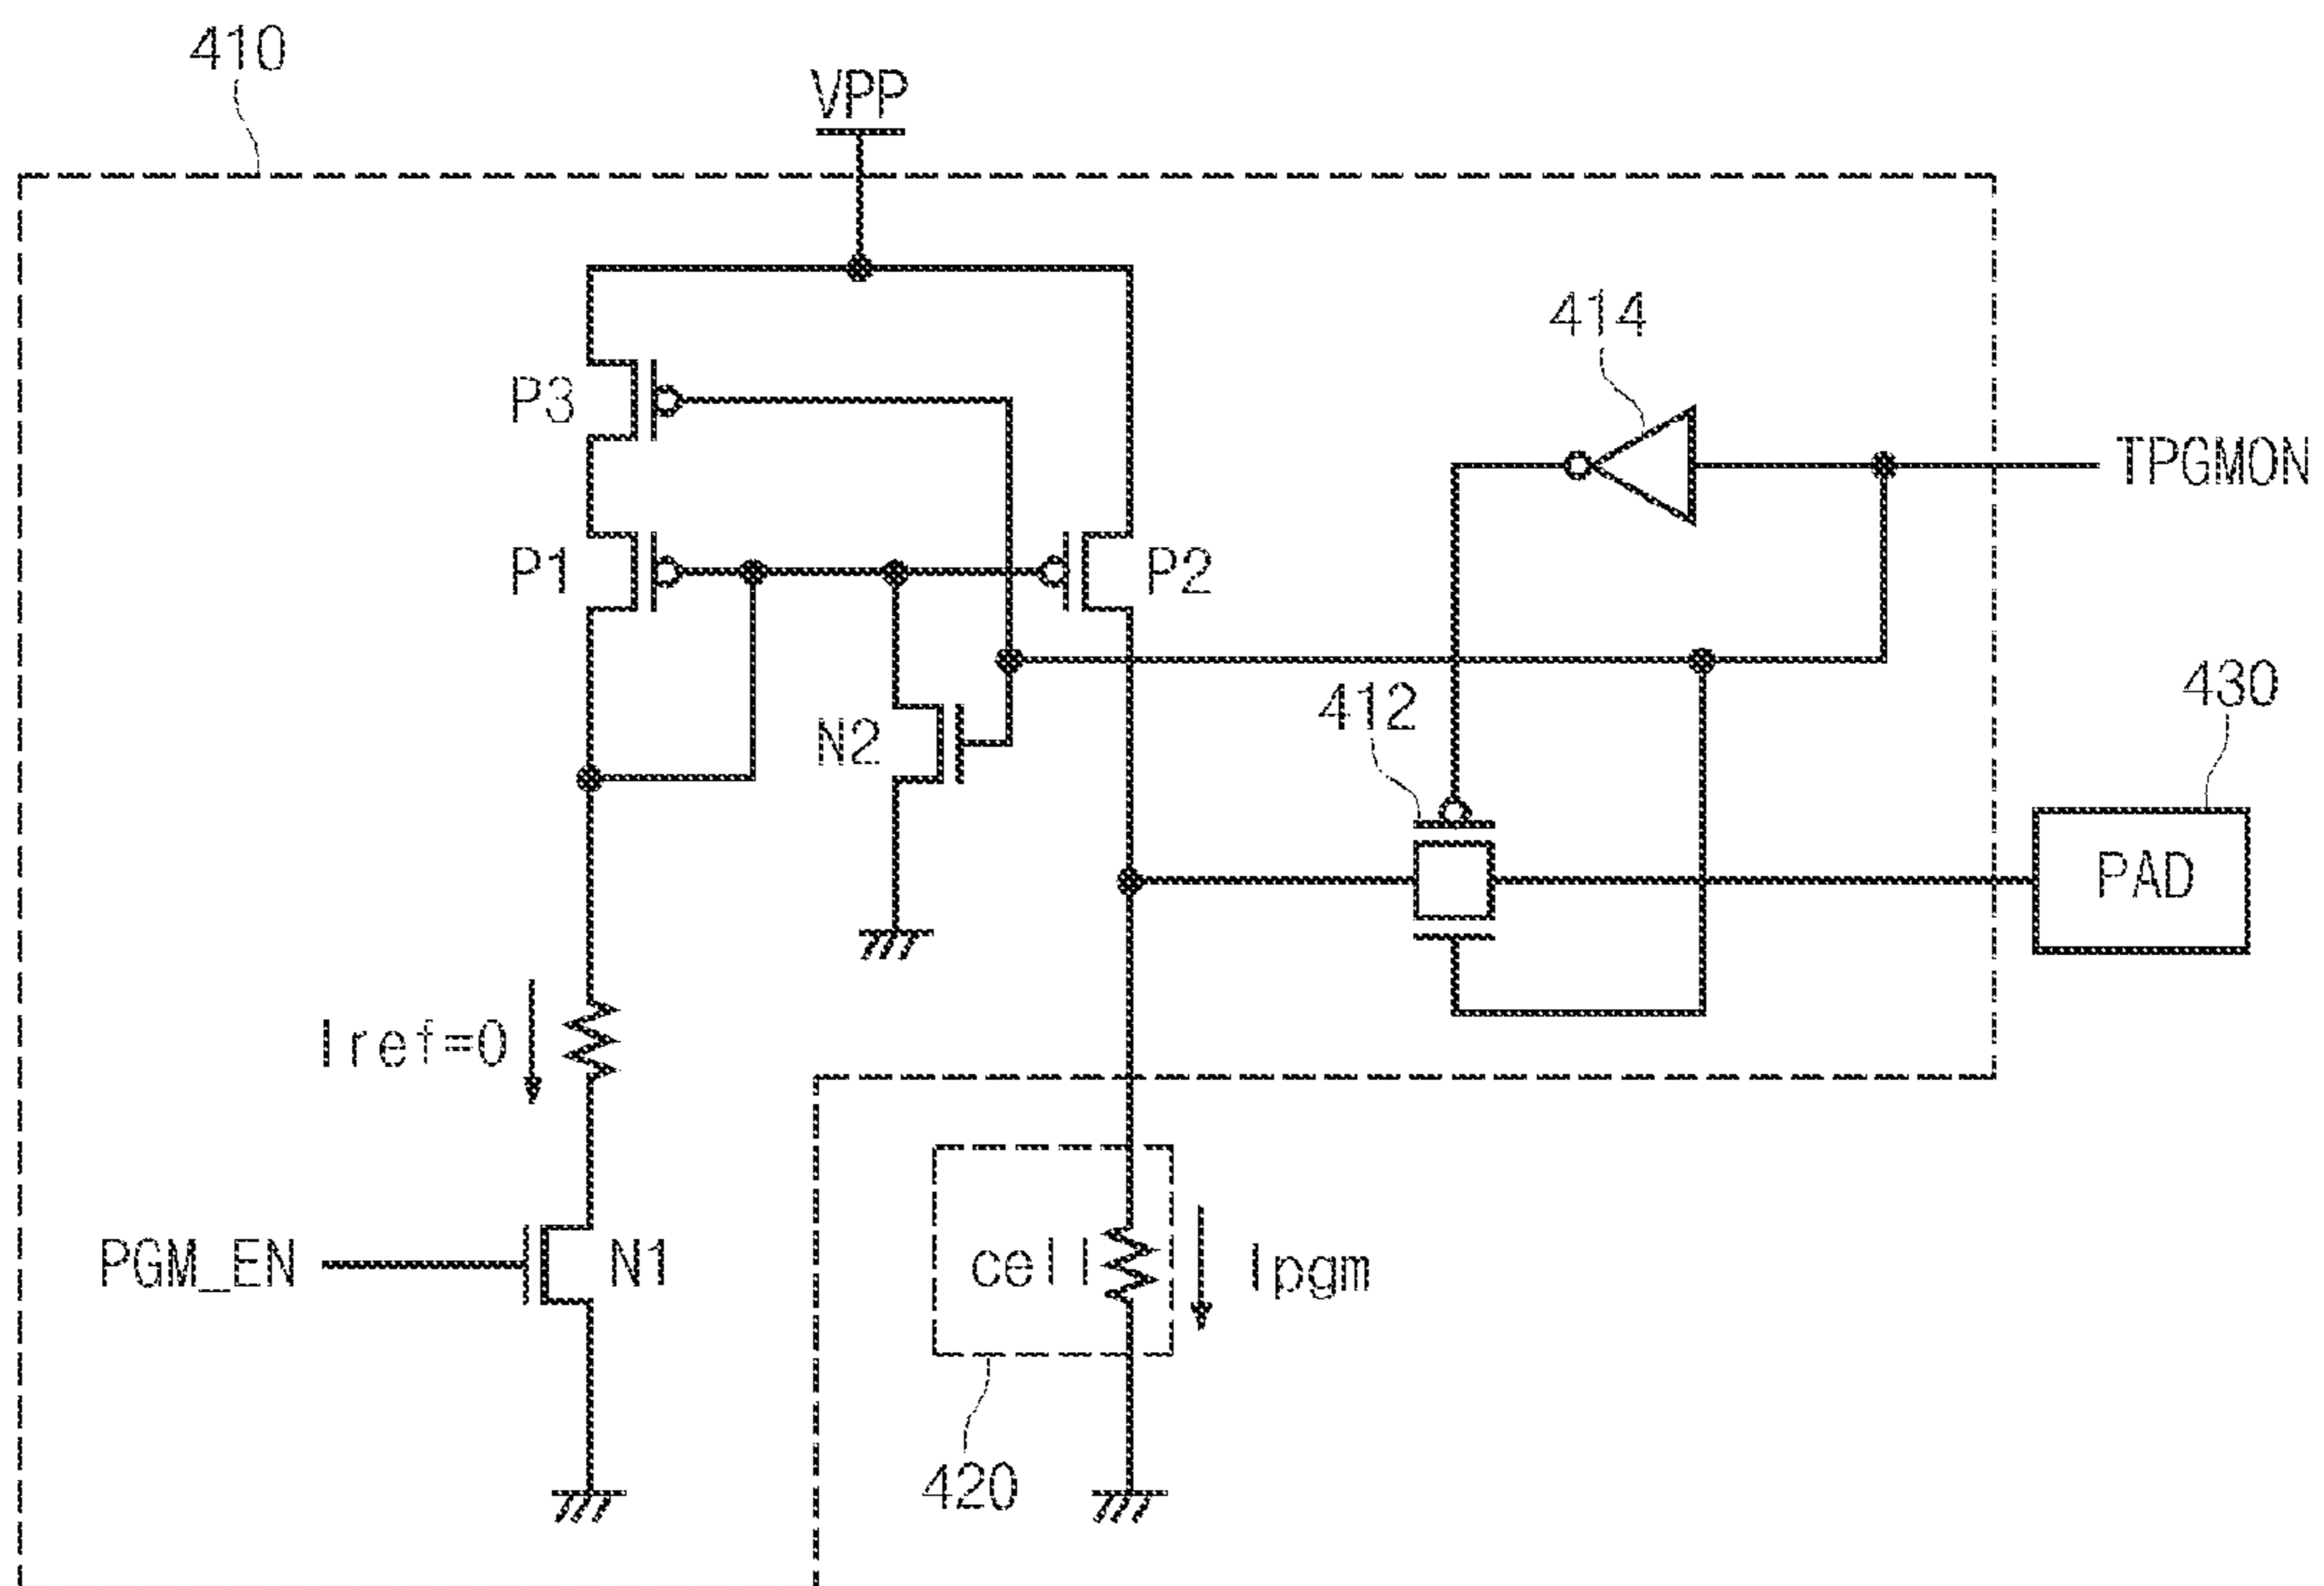 410
VPP
414
P3
TPGMON
P1
P2
430
412
N2
PAD
Iref=0
PGM_EN
N1
cell
Ipgm
420